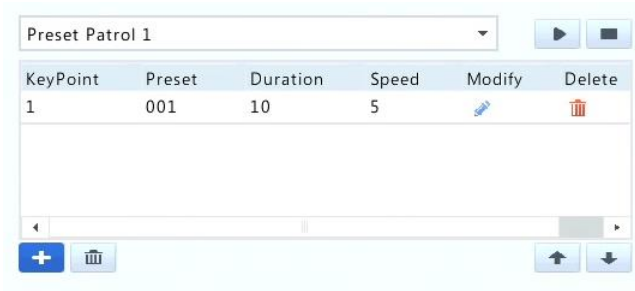 Preset Patrol 1
KeyPoint Preset Duration Speed Modify Delete
1 001 10 5